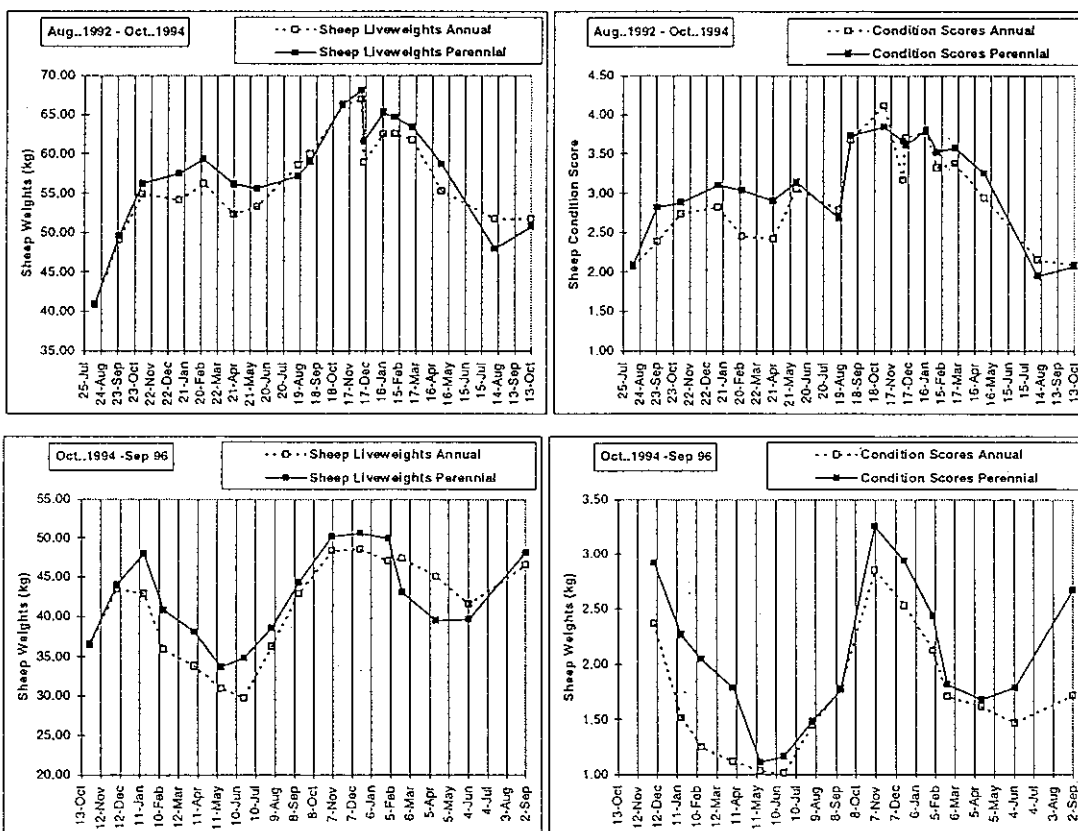 Aug..1992 - Oct..1994
Sheep Liveweights Annual
Sheep Liveweights Perennial
Sheep Weights (kg)
70.00
65.00
60.00
55.00
50.00
45.00
40.00
35.00
25-Jul
24-Aug
23-Sep
23-Oct
22-Nov
22-Dec
21-Jan
20-Feb
22-Mar
21-Apr
21-May
20-Jun
20-Jul
19-Aug
18-Sep
18-Oct
17-Nov
17-Dec
16-Jan
15-Feb
17-Mar
16-Apr
16-May
15-Jun
15-Jul
14-Aug
13-Sep
13-Oct
Aug..1992 - Oct..1994
Condition Scores Annual
Condition Scores Perennial
Sheep Condition Score
4.50
4.00
3.50
3.00
2.50
2.00
1.50
1.00
25-Jul
24-Aug
23-Sep
23-Oct
22-Nov
22-Dec
21-Jan
20-Feb
22-Mar
21-Apr
21-May
20-Jun
20-Jul
19-Aug
18-Sep
18-Oct
17-Nov
17-Dec
16-Jan
15-Feb
17-Mar
16-Apr
16-May
15-Jun
15-Jul
14-Aug
13-Sep
13-Oct
Oct..1994 -Sep 96
Sheep Liveweights Annual
Sheep Liveweights Perennial
Sheep Weights (kg)
55.00
50.00
45.00
40.00
35.00
30.00
25.00
20.00
13-Oct
12-Nov
12-Dec
11-Jan
10-Feb
12-Mar
11-Apr
11-May
10-Jun
10-Jul
9-Aug
8-Sep
8-Oct
7-Nov
7-Dec
6-Jan
5-Feb
6-Mar
5-Apr
5-May
4-Jun
4-Jul
3-Aug
2-Sep
Oct..1994 -Sep 96
Condition Scores Annual
Condition Scores Perennial
Sheep Weights (kg)
3.50
3.00
2.50
2.00
1.50
1.00
13-Oct
12-Nov
12-Dec
11-Jan
10-Feb
12-Mar
11-Apr
11-May
10-Jun
10-Jul
9-Aug
8-Sep
8-Oct
7-Nov
7-Dec
6-Jan
5-Feb
6-Mar
5-Apr
5-May
4-Jun
4-Jul
3-Aug
2-Sep